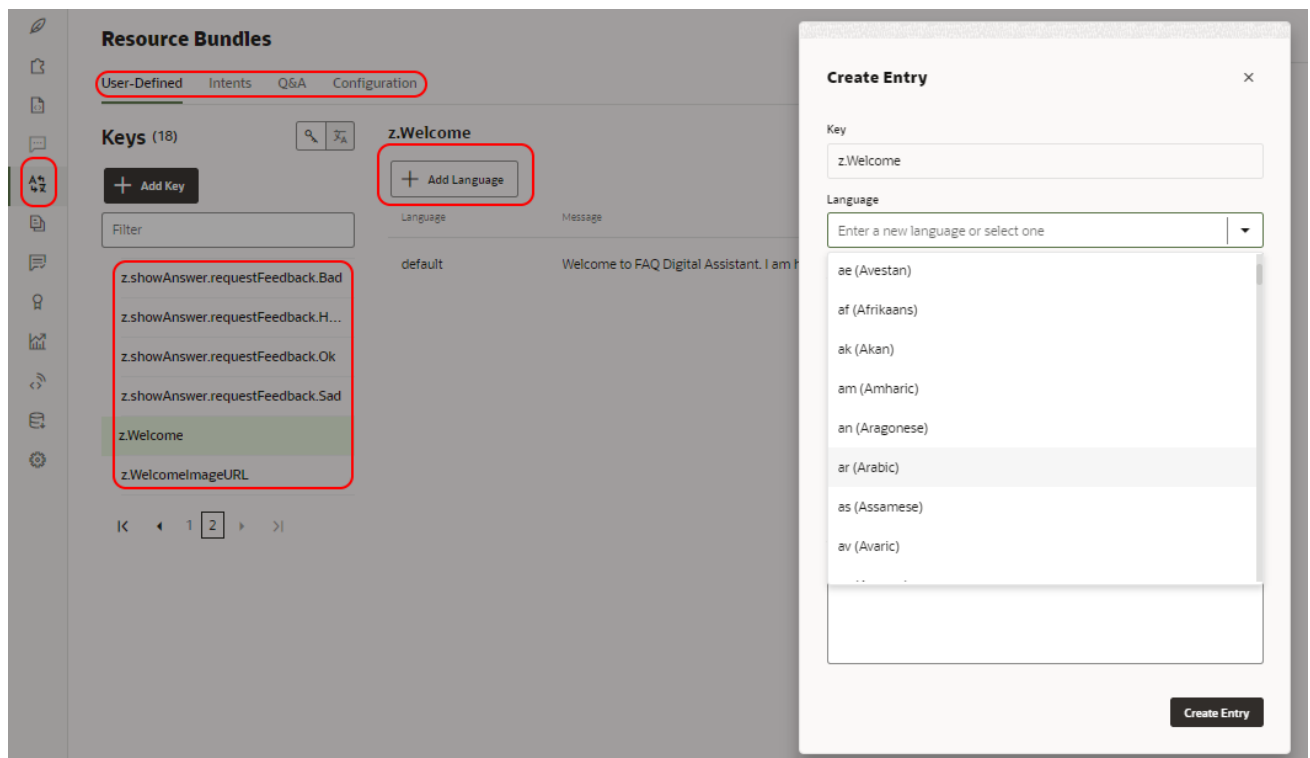 Resource Bundles
User-Defined Intents Q&A Configuration
Keys (18)
Add Key
Filter
z.showAnswer.requestFeedback.Bad
z.showAnswer.requestFeedback.H...
z.showAnswer.requestFeedback.Ok
z.showAnswer.requestFeedback.Sad
z.Welcome
z.WelcomeImageURL
1 2
z.Welcome
Add Language
Language Message
default Welcome to FAQ Digital Assistant. I am
Create Entry
Key
z.Welcome
Language
Enter a new language or select one
ae (Avestan)
af (Afrikaans)
ak (Akan)
am (Amharic)
an (Aragonese)
ar (Arabic)
as (Assamese)
av (Avaric)
Create Entry